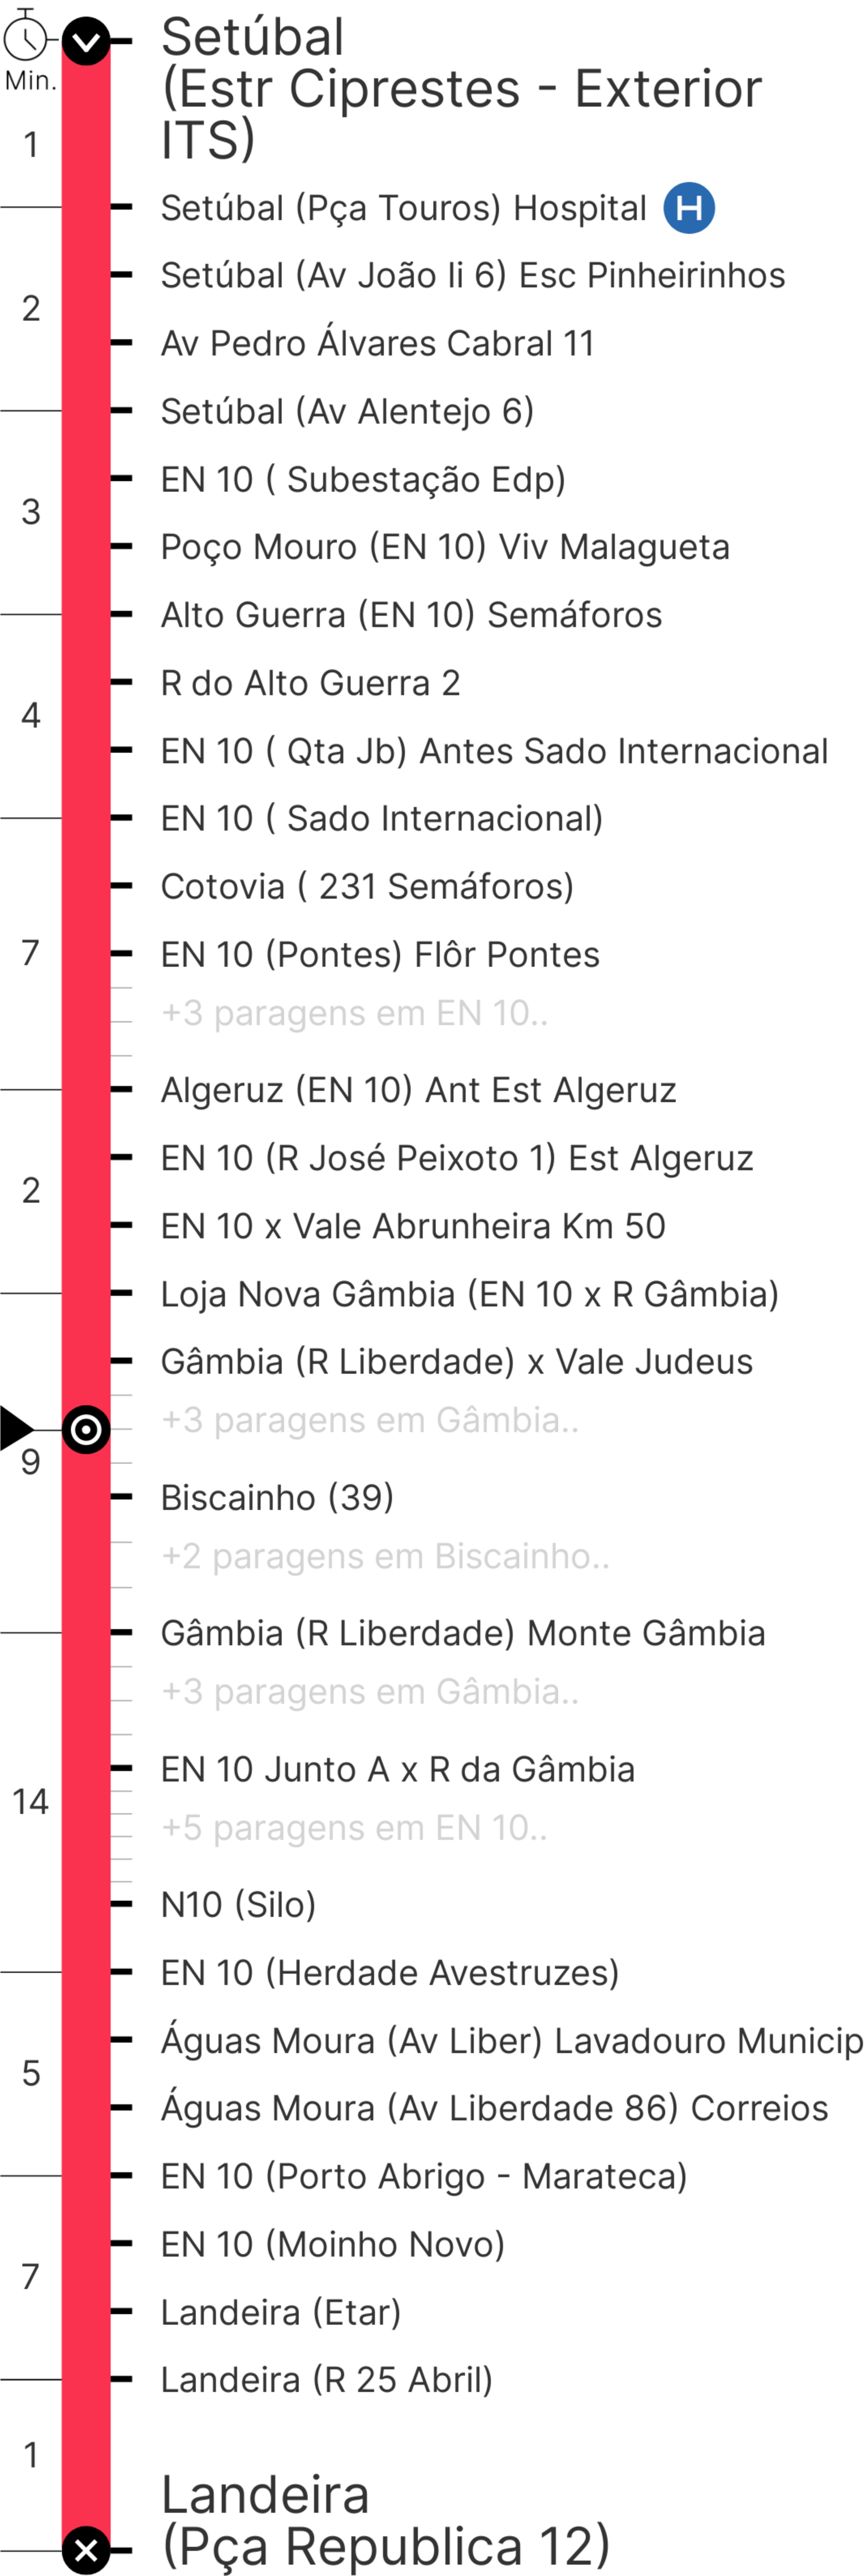 Setúbal
(Estr Ciprestes - Exterior
ITS)
Min.
1
Setúbal (Pça Touros) Hospital H
2
Setúbal (Av João Ii 6) Esc Pinheirinhos
Av Pedro Álvares Cabral 11
Setúbal (Av Alentejo 6)
EN 10 ( Subestação Edp)
3
Poço Mouro (EN 10) Viv Malagueta
Alto Guerra (EN 10) Semáforos
R do Alto Guerra 2
4
EN 10 ( Qta Jb) Antes Sado Internacional
EN 10 ( Sado Internacional)
Cotovia ( 231 Semáforos)
7
EN 10 (Pontes) Flôr Pontes
+3 paragens em EN 10..
Algeruz (EN 10) Ant Est Algeruz
EN 10 (R José Peixoto 1) Est Algeruz
2
EN 10 x Vale Abrunheira Km 50
Loja Nova Gâmbia (EN 10 x R Gâmbia)
Gâmbia (R Liberdade) x Vale Judeus
+3 paragens em Gâmbia..
9
Biscainho (39)
+2 paragens em Biscainho..
Gâmbia (R Liberdade) Monte Gâmbia
+3 paragens em Gâmbia..
EN 10 Junto A x R da Gâmbia
14
+5 paragens em EN 10..
N10 (Silo)
EN 10 (Herdade Avestruzes)
Águas Moura (Av Liber) Lavadouro Municip
5
Águas Moura (Av Liberdade 86) Correios
EN 10 (Porto Abrigo - Marateca)
EN 10 (Moinho Novo)
7
Landeira (Etar)
Landeira (R 25 Abril)
1
Landeira
(Pça Republica 12)